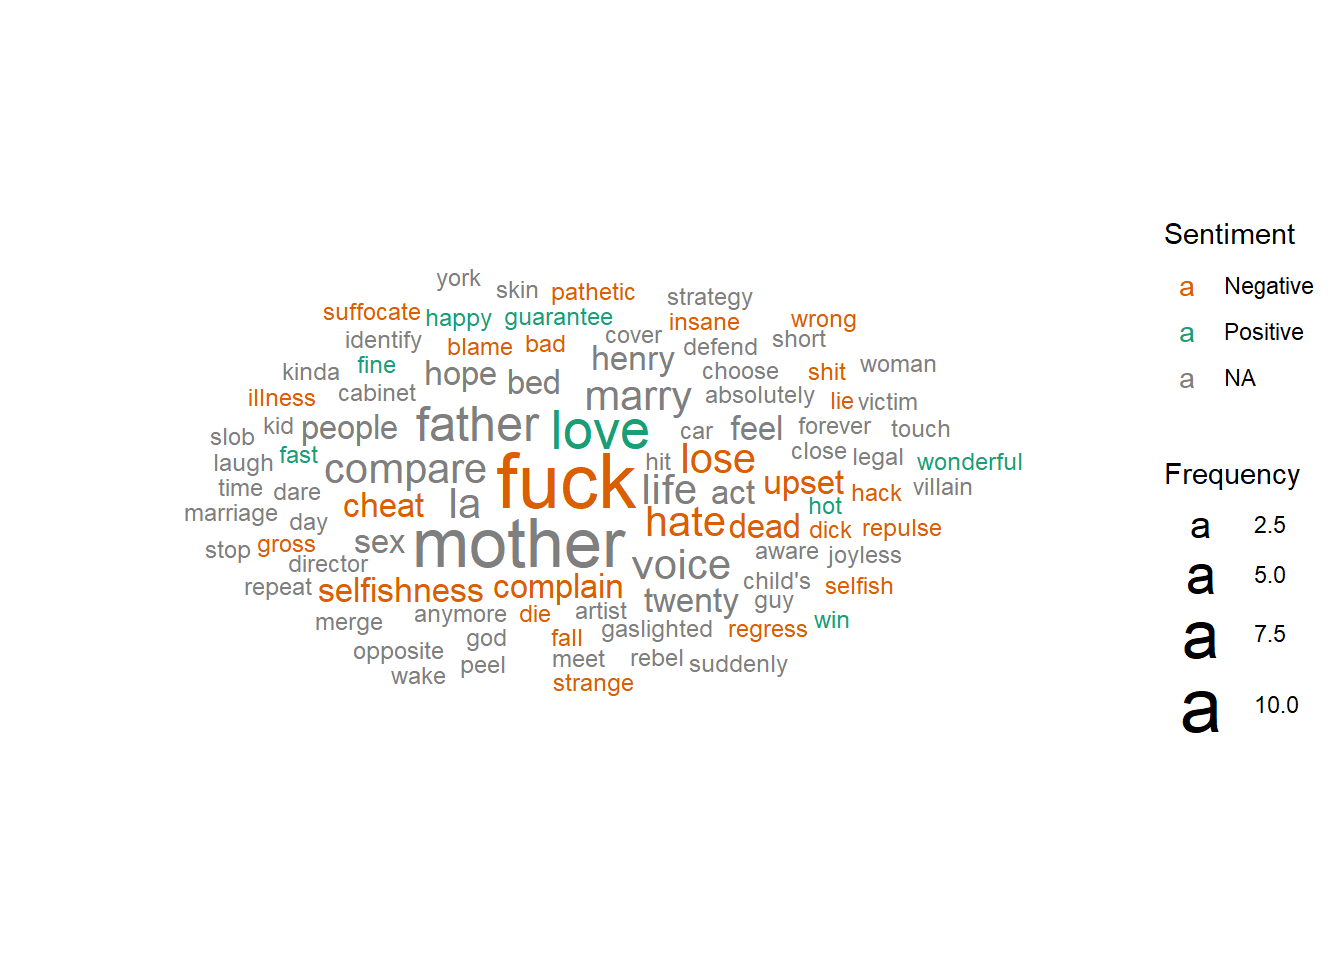 york
skin
pathetic
strategy
suffocate
happy
guarantee
insane
wrong
identify
blame
bad
cover
defend
short
kinda
fine
hope
bed
henry
choose
shit
woman
illness
cabinet
marry
absolutely
lie
victim
slob
kid
people
father
love
car
feel
forever
touch
laugh
fast
compare
fuck
hit
lose
close
legal
wonderful
time
dare
cheat
la
life
act
upset
hack
villain
marriage
day
hot
stop
gross
sex
mother
hate
dead
dick
repulse
director
voice
aware
joyless
repeat
selfishness
complain
twenty
child's
guy
selfish
merge
anymore
die
artist
gaslighted
regress
win
opposite
god
fall
meet
rebel
suddenly
wake
peel
strange
Sentiment
a Negative
a Positive
a NA
Frequency
a 2.5
a 5.0
a 7.5
a 10.0